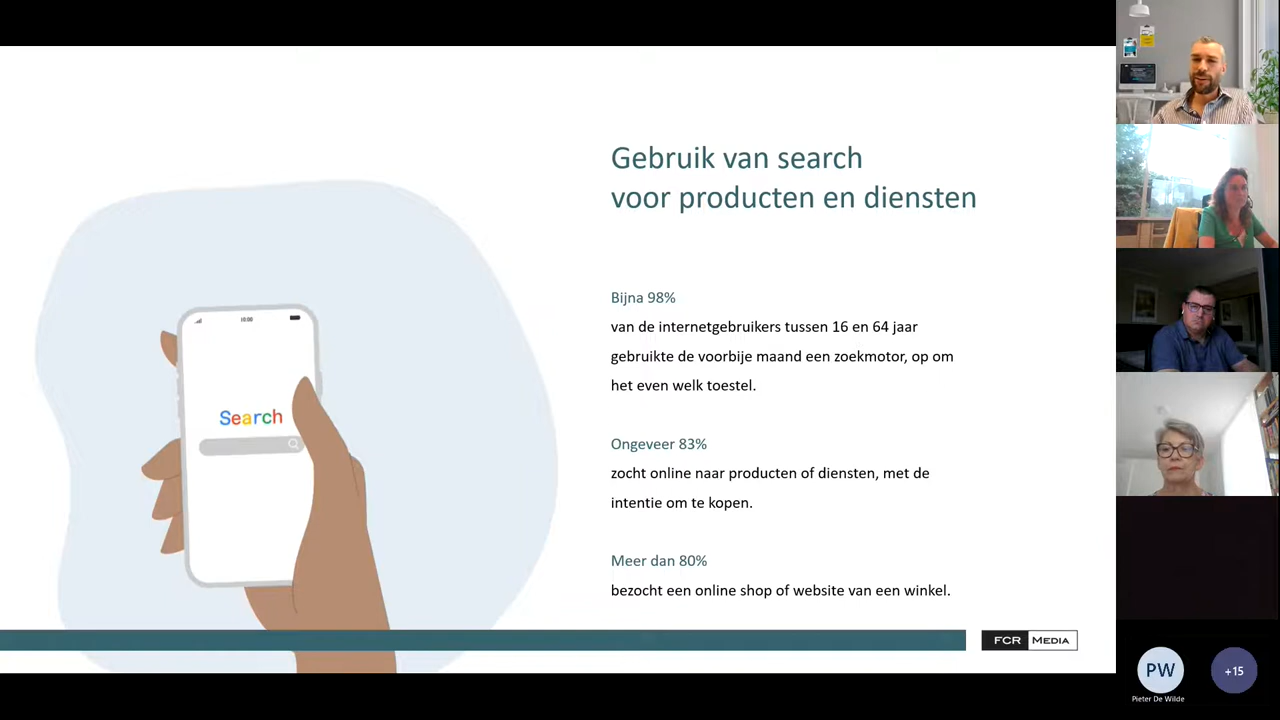 Gebruik van search
voor producten en diensten
Bijna 98%
van de internetgebruikers tussen 16 en 64 jaar
gebruikte de voorbije maand een zoekmotor, op om
het even welk toestel.
Ongeveer 83%
zocht online naar producten of diensten, met de
intentie om te kopen.
Meer dan 80%
bezocht een online shop of website van een winkel.
10:00
Search
FCR MEDIA
PW
+15
Pieter De Wilde